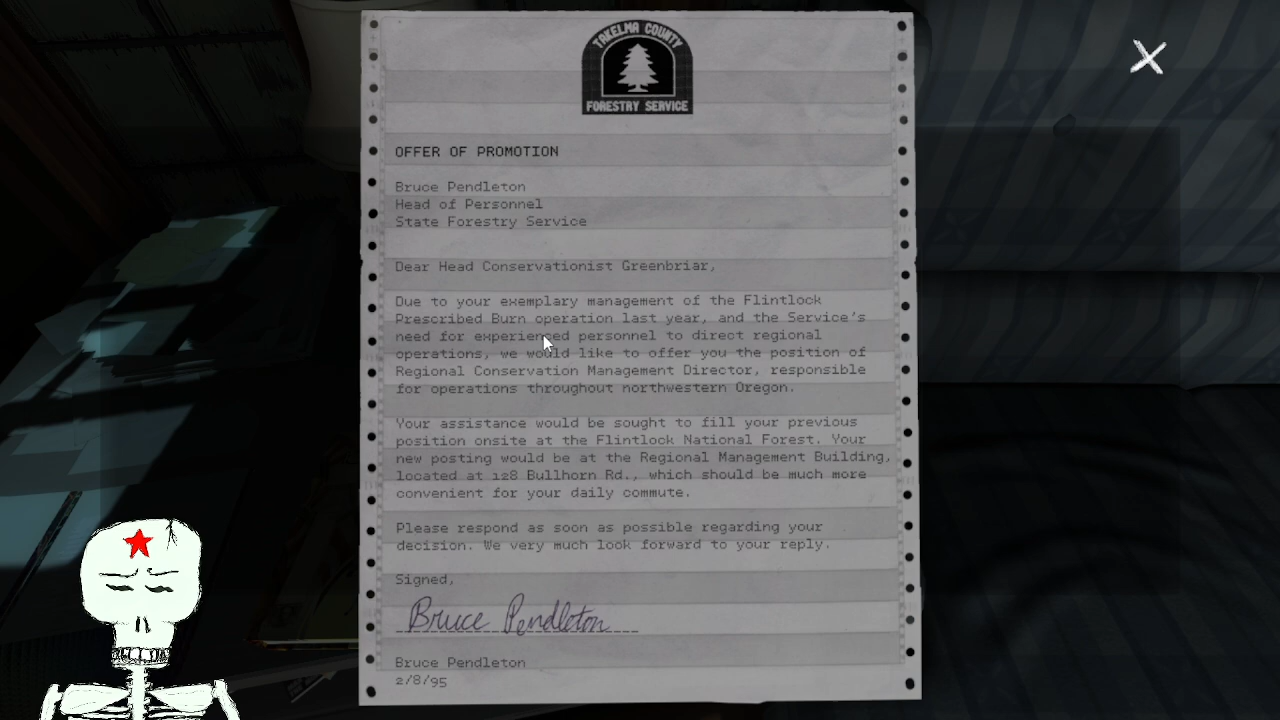 TAKELMA COUNTY
FORESTRY SERVICE
OFFER OF PROMOTION
Bruce Pendleton
Head of Personnel
State Forestry Service
Dear Head Conservationist Greenbriar,
Due to your exemplary management of the Flintlock
Prescribed Burn operation last year, and the Service's
need for experienced personnel to direct regional
operations, we would like to offer you the position of
Regional Conservation Management Director, responsible
for operations throughout northwestern Oregon.
Your assistance would be sought to fill your previous
position onsite at the Flintlock National Forest. Your
new posting would be at the Regional Management Building,
located at 128 Bullhorn Rd., which should be much more
convenient for your daily commute.
Please respond as soon as possible regarding your
decision. We very much look forward to your reply.
Signed,
Bruce Pendleton
Bruce Pendleton
2/8/95